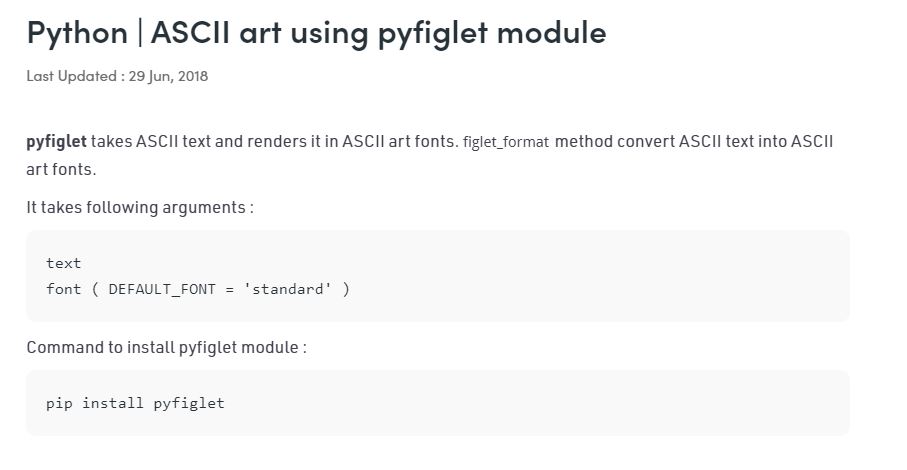 Python | ASCII art using pyfiglet module
Last Updated : 29 Jun, 2018
pyfiglet takes ASCII text and renders it in ASCII art fonts. figlet_format method convert ASCII text into ASCII
art fonts.
It takes following arguments :
text
font ( DEFAULT_FONT = 'standard' )
Command to install pyfiglet module :
pip install pyfiglet